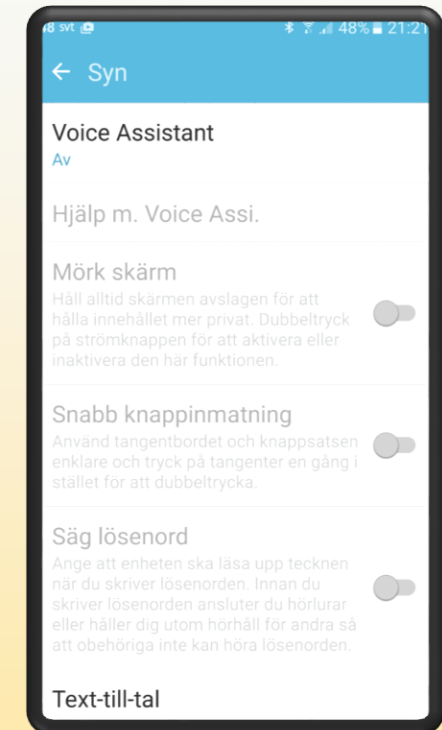 48 svt 48% 21:21
← Syn
Voice Assistant
Av
Hjälp m. Voice Assi.
Mörk skärm
Håll alltid skärmen avslagen för att
hålla innehållet mer privat. Dubbeltryck
på strömknappen för att aktivera eller
inaktivera den här funktionen.
Snabb knappinmatning
Använd tangentbordet och knappsatsen
enklare och tryck på tangenter en gång i
stället för att dubbeltrycka.
Säg lösenord
Ange att enheten ska läsa upp tecknen
när du skriver lösenorden. Innan du
skriver lösenorden ansluter du hörlurar
eller håller dig utom hörhåll för andra så
att obehöriga inte kan höra lösenorden.
Text-till-tal